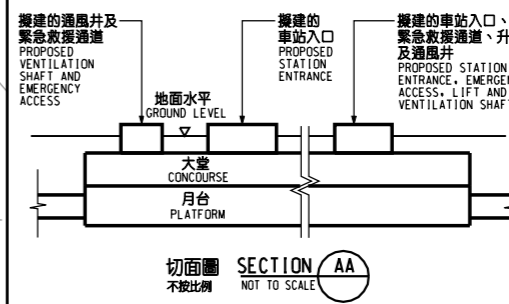 擬建的通風井及
緊急救援通道
PROPOSED
VENTILATION
SHAFT AND
EMERGENCY
ACCESS
擬建的
車站入口
PROPOSED
STATION
ENTRANCE
擬建的車站入口、
緊急救援通道、升
及通風井
PROPOSED STATION
ENTRANCE, EMERGEN
ACCESS, LIFT AND
VENTILATION SHAFT
地面水平
GROUND LEVEL
大堂
CONCOURSE
月台
PLATFORM
切面圖 SECTION AA
不按比例 NOT TO SCALE